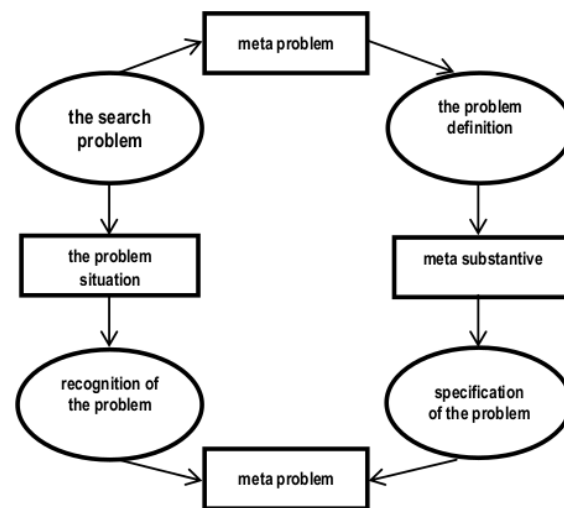 meta problem
the search
problem
the problem
definition
the problem
situation
meta substantive
recognition of
the problem
specification
of the problem
meta problem